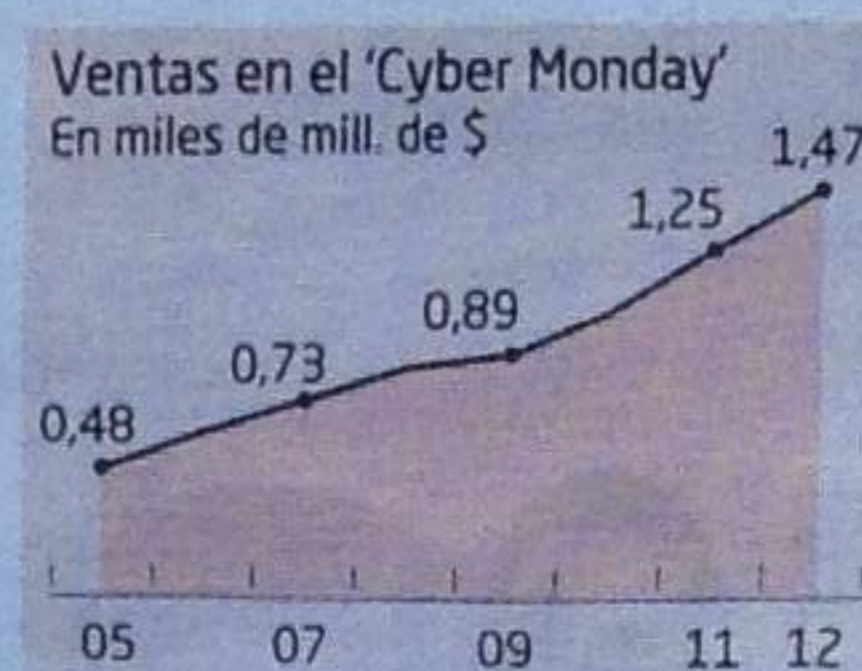 Ventas en el ‘Cyber Monday’
En miles de mill. de $
0,48
0,73
0,89
1,25
1,47
05 07 09 11 12